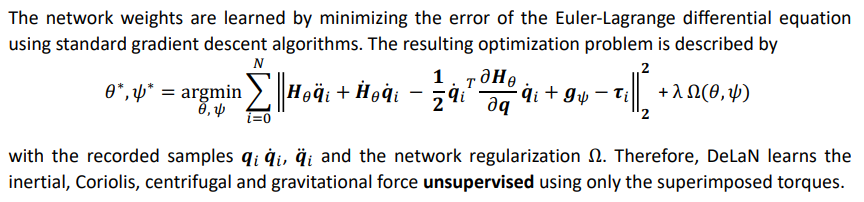 The network weights are learned by minimizing the error of the Euler-Lagrange differential equation
using standard gradient descent algorithms. The resulting optimization problem is described by
θ*, ψ* = argmin_{θ,ψ} ∑_{i=0}^{N} ‖H_θ q̈_i + Ḣ_θ q̇_i − 1/2 q̇_i^T ∂H_θ/∂q q̇_i + g_ψ − τ_i‖_2^2 + λ Ω(θ, ψ)
with the recorded samples q_i q̇_i, q̈_i and the network regularization Ω. Therefore, DeLaN learns the
inertial, Coriolis, centrifugal and gravitational force unsupervised using only the superimposed torques.